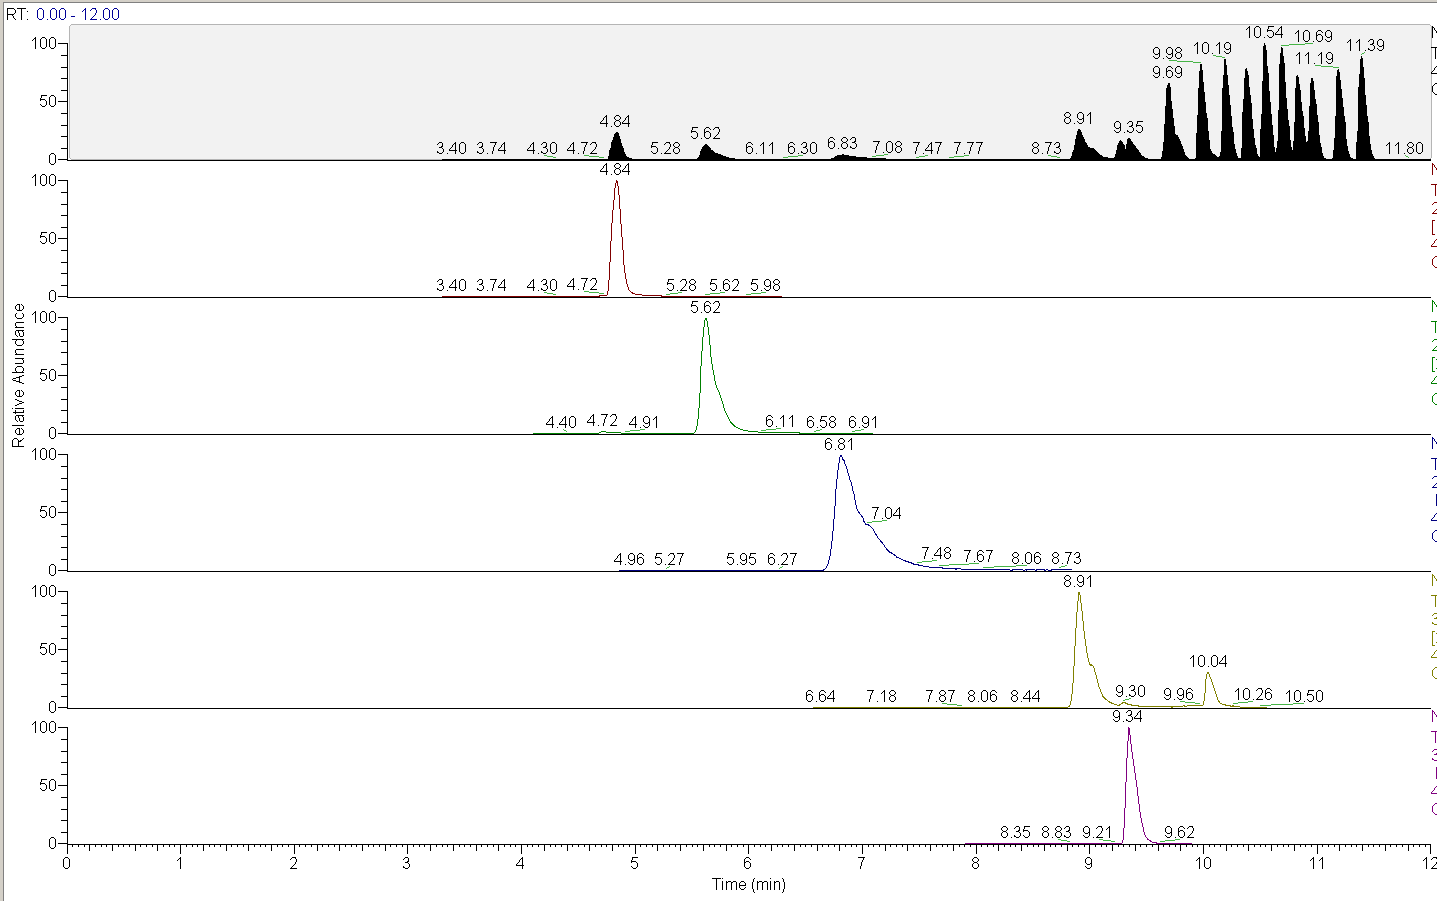 RT: 0.00 - 12.00
10.54 10.69
9.98 10.19 11.39
9.69 11.19
4.84 5.62 6.83 8.91 9.35
3.40 3.74 4.30 4.72 5.28 6.11 6.30 7.08 7.47 7.77 8.73 11.80
100
50
0
4.84
3.40 3.74 4.30 4.72 5.28 5.62 5.98
100
50
0
5.62
4.40 4.72 4.91 6.11 6.58 6.91
100
50
0
Relative Abundance
6.81
7.04
4.96 5.27 5.95 6.27 7.48 7.67 8.06 8.73
100
50
0
8.91
10.04
6.64 7.18 7.87 8.06 8.44 9.30 9.96 10.26 10.50
100
50
0
9.34
8.35 8.83 9.21 9.62
100
50
0
0 1 2 3 4 5 6 7 8 9 10 11 12
Time (min)